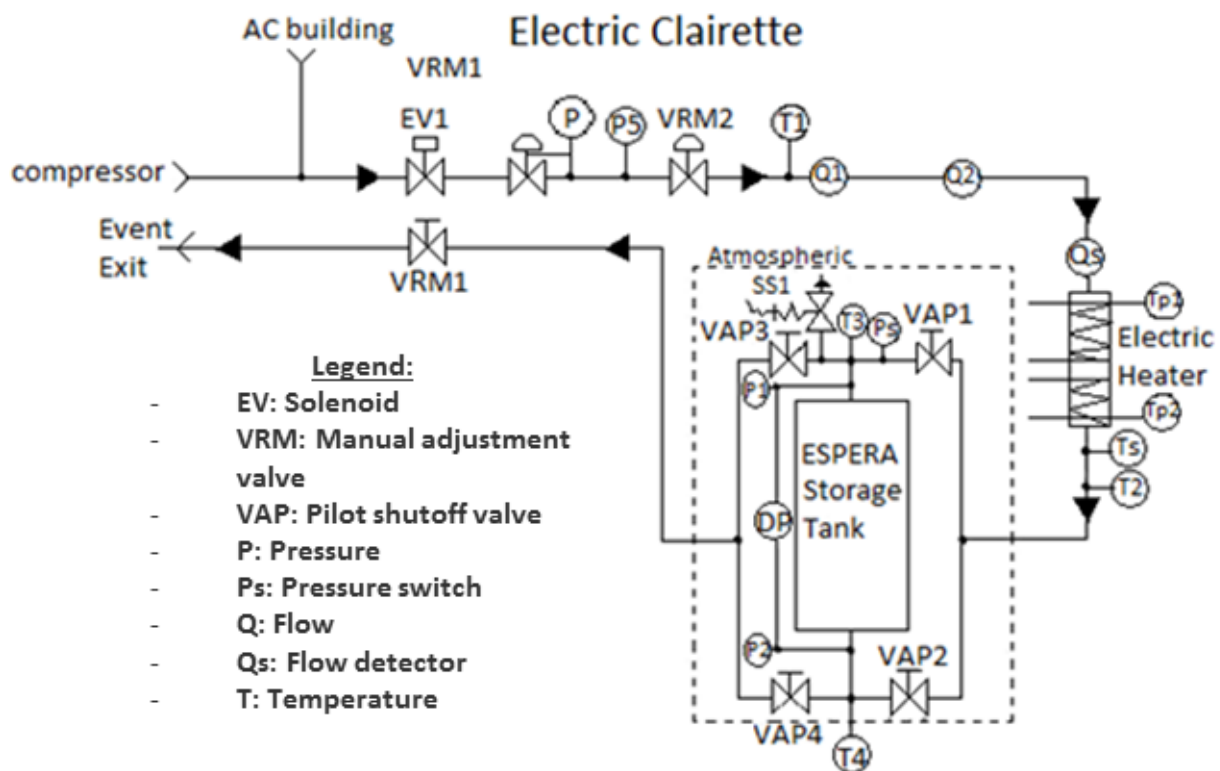 AC building
Electric Clairette
VRM1
EV1
P
P5
VRM2
T1
compressor
Q1
Q2
Event
Exit
VRM1
Qs
Atmospheric
SS1
T3
Ps
VAP1
VAP3
Tp1
Electric
Heater
Tp2
Ts
T2
P1
ESPERA
Storage
Tank
DP
P2
VAP2
VAP4
T4
Legend:
- EV: Solenoid
- VRM: Manual adjustment
valve
- VAP: Pilot shutoff valve
- P: Pressure
- Ps: Pressure switch
- Q: Flow
- Qs: Flow detector
- T: Temperature